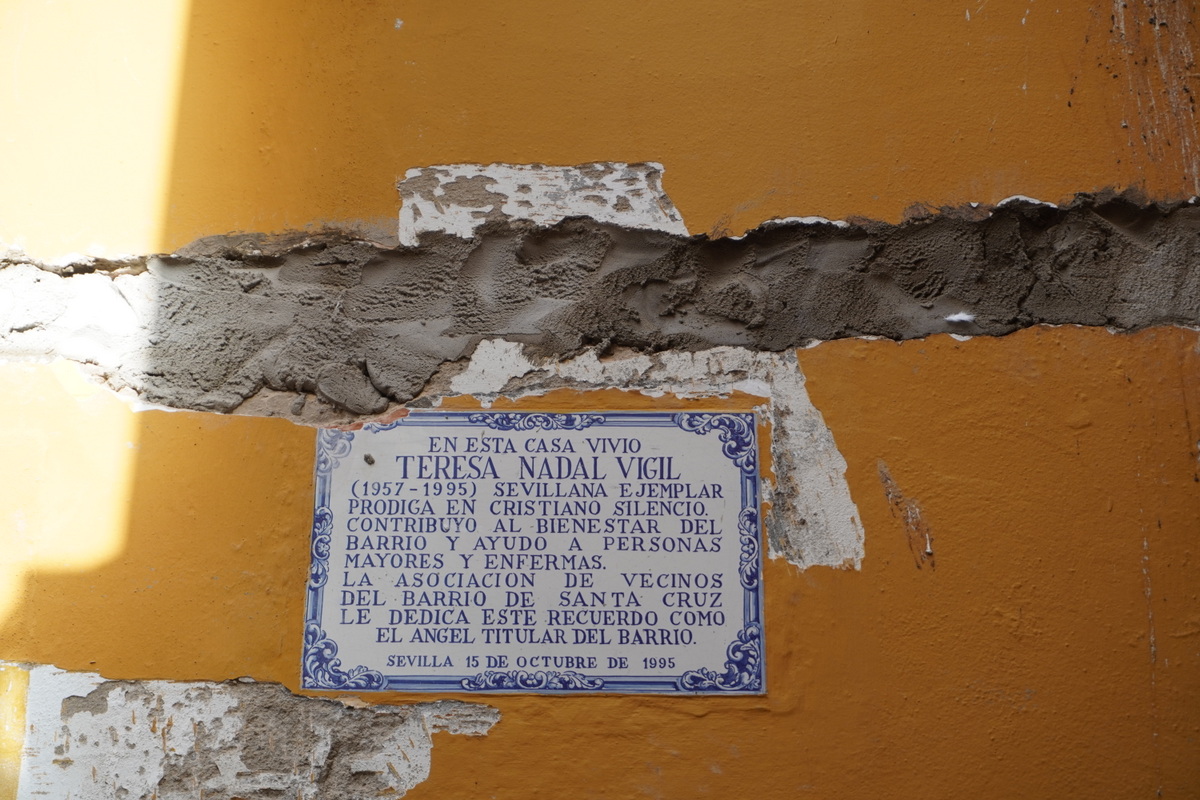 EN ESTA CASA VIVIO
TERESA NADAL VIGIL
(1957-1995) SEVILLANA EJEMPLAR
PRODIGA EN CRISTIANO SILENCIO.
CONTRIBUYO AL BIENESTAR DEL
BARRIO Y AYUDO A PERSONAS
MAYORES Y ENFERMAS.
LA ASOCIACION DE VECINOS
DEL BARRIO DE SANTA CRUZ
LE DEDICA ESTE RECUERDO COMO
EL ANGEL TITULAR DEL BARRIO.
SEVILLA 15 DE OCTUBRE DE 1995